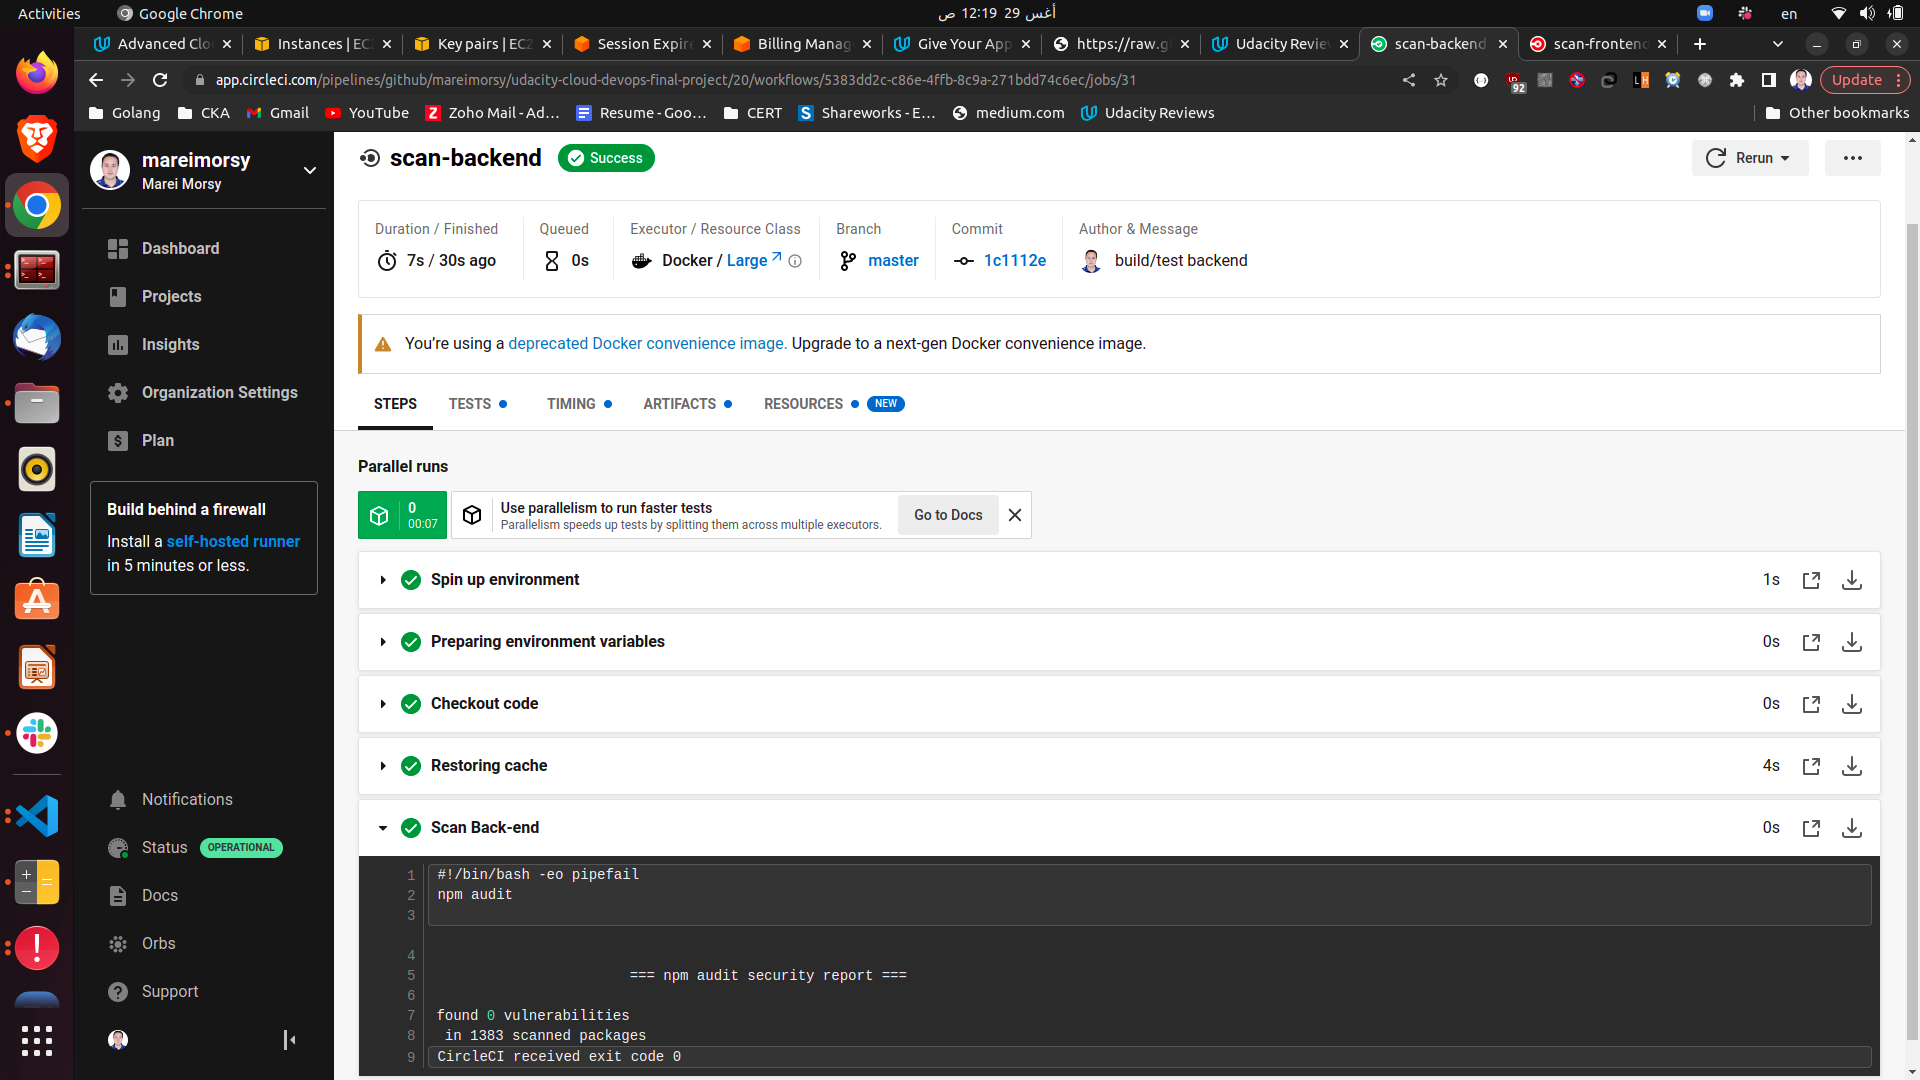 Activities
Google Chrome
29 أغس 12:19 ص
en
Advanced Clo
Instances | EC2
Key pairs | EC2
Session Expire
Billing Manag
Give Your App
https://raw.gi
Udacity Review
scan-backend
scan-frontend
app.circleci.com/pipelines/github/mareimorsy/udacity-cloud-devops-final-project/20/workflows/5383dd2c-c86e-4ffb-8c9a-271bdd74c6ec/jobs/31
92
Update
Golang
CKA
Gmail
YouTube
Zoho Mail - Ad...
Resume - Goo...
CERT
Shareworks - E...
medium.com
Udacity Reviews
Other bookmarks
mareimorsy
Marei Morsy
Dashboard
Projects
Insights
Organization Settings
Plan
Build behind a firewall
Install a self-hosted runner
in 5 minutes or less.
Notifications
Status OPERATIONAL
Docs
Orbs
Support
scan-backend
Success
Rerun
Duration / Finished
7s / 30s ago
Queued
0s
Executor / Resource Class
Docker / Large
Branch
master
Commit
1c1112e
Author & Message
build/test backend
You’re using a deprecated Docker convenience image. Upgrade to a next-gen Docker convenience image.
STEPS
TESTS
TIMING
ARTIFACTS
RESOURCES
NEW
Parallel runs
0
00:07
Use parallelism to run faster tests
Parallelism speeds up tests by splitting them across multiple executors.
Go to Docs
Spin up environment 1s
Preparing environment variables 0s
Checkout code 0s
Restoring cache 4s
Scan Back-end 0s
1 #!/bin/bash -eo pipefail
2 npm audit
3
4
5 === npm audit security report ===
6
7 found 0 vulnerabilities
8 in 1383 scanned packages
9 CircleCI received exit code 0